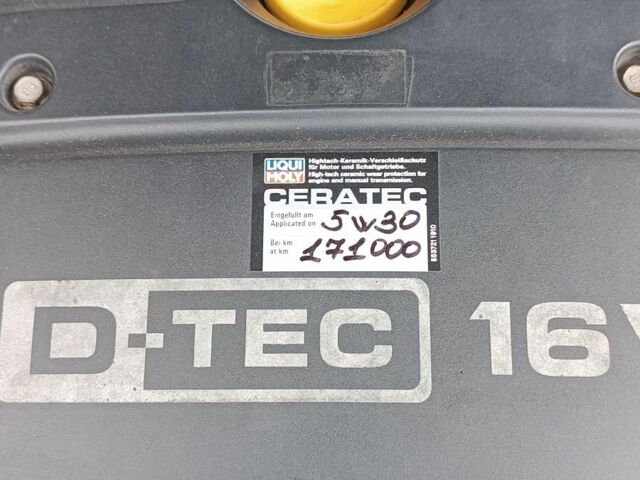 LIQUI MOLY
Hightech-Keramik-Verschleißschutz
für Motor und Schaltgetriebe.
High-tech ceramic wear protection for
engine and manual transmission.
CERATEC
Eingefüllt am
Applicated on 5w30
Bei km
at km 171000
8537211910
D-TEC 16V